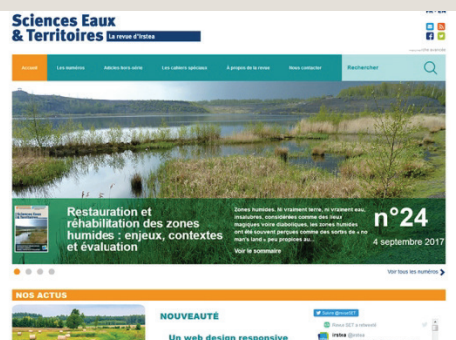 FR • EN
Sciences Eaux
& Territoires La revue d'Irstea
Accueil Les numéros Articles hors-série Les cahiers spéciaux À propos de la revue Nous contacter Rechercher
Restauration et
réhabilitation des zones
humides : enjeux, contextes
et évaluation
Zones humides. Ni vraiment terre, ni vraiment eau,
insalubres, considérées comme des lieux
magiques voire diaboliques, les zones humides
ont été souvent perçues comme des sortes de « no
man's land » peu propices au...
Voir le sommaire
n°24
4 septembre 2017
Voir tous les numéros
NOS ACTUS
NOUVEAUTÉ
Un web design responsive
Irstea